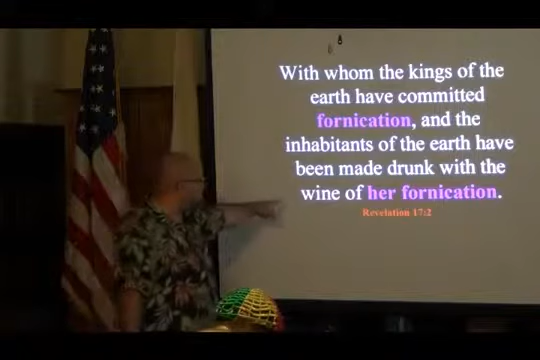 With whom the kings of the
earth have committed
fornication, and the
inhabitants of the earth have
been made drunk with the
wine of her fornication.
Revelation 17:2